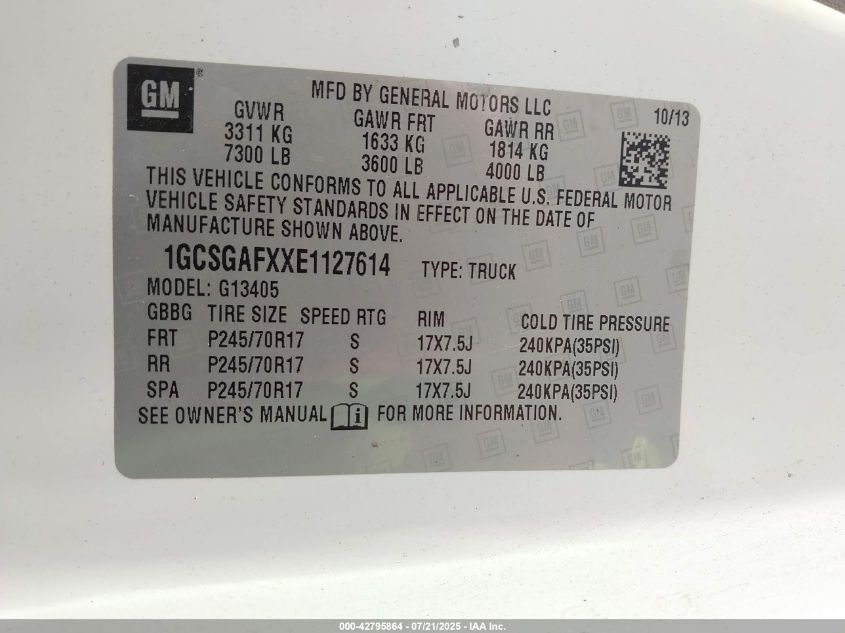 GM ®
MFD BY GENERAL MOTORS LLC 10/13
GVWR GAWR FRT GAWR RR
3311 KG 1633 KG 1814 KG
7300 LB 3600 LB 4000 LB
THIS VEHICLE CONFORMS TO ALL APPLICABLE U.S. FEDERAL MOTOR
VEHICLE SAFETY STANDARDS IN EFFECT ON THE DATE OF
MANUFACTURE SHOWN ABOVE.
1GCSGAFXXE1127614 TYPE: TRUCK
MODEL: G13405
GBBG TIRE SIZE SPEED RTG RIM COLD TIRE PRESSURE
FRT P245/70R17 S 17X7.5J 240KPA(35PSI)
RR P245/70R17 S 17X7.5J 240KPA(35PSI)
SPA P245/70R17 S 17X7.5J 240KPA(35PSI)
SEE OWNER'S MANUAL i FOR MORE INFORMATION.
000-42795864 - 07/21/2025 - IAA Inc.